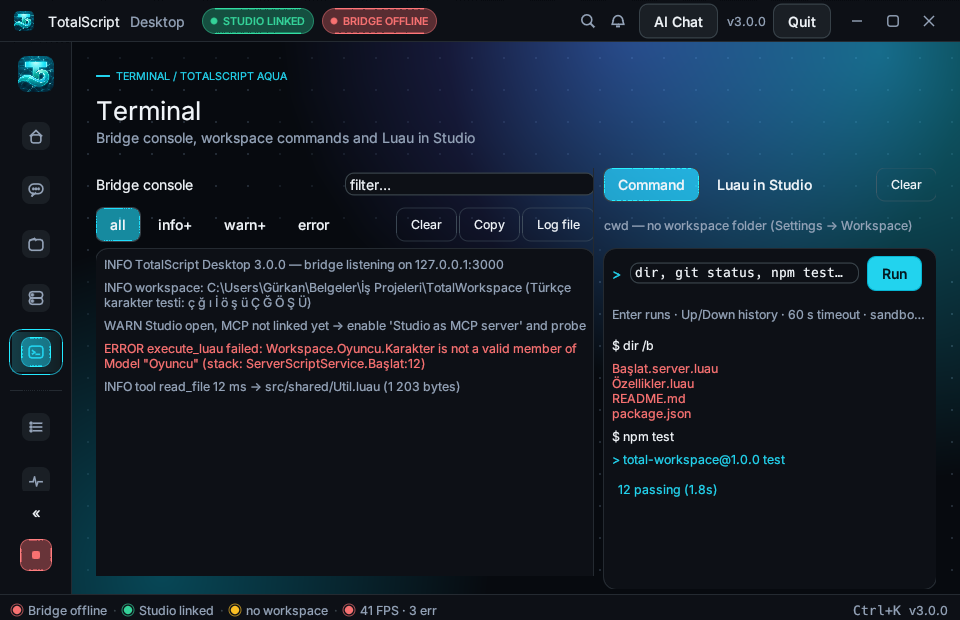 TotalScript Desktop
STUDIO LINKED
BRIDGE OFFLINE
AI Chat
v3.0.0
Quit
TERMINAL / TOTALSCRIPT AQUA
Terminal
Bridge console, workspace commands and Luau in Studio
Bridge console
filter...
Command
Luau in Studio
Clear
all
info+
warn+
error
Clear
Copy
Log file
cwd — no workspace folder (Settings → Workspace)
INFO TotalScript Desktop 3.0.0 — bridge listening on 127.0.0.1:3000
INFO workspace: C:\Users\Gürkan\Belgeler\İş Projeleri\TotalWorkspace (Türkçe
karakter testi: ç ğ ı İ ö ş ü Ç Ğ Ö Ş Ü)
WARN Studio open, MCP not linked yet → enable 'Studio as MCP server' and probe
ERROR execute_luau failed: Workspace.Oyuncu.Karakter is not a valid member of
Model "Oyuncu" (stack: ServerScriptService.Başlat:12)
INFO tool read_file 12 ms → src/shared/Util.luau (1 203 bytes)
> dir, git status, npm test…
Run
Enter runs · Up/Down history · 60 s timeout · sandbo...
$ dir /b
Başlat.server.luau
Özellikler.luau
README.md
package.json
$ npm test
> total-workspace@1.0.0 test
12 passing (1.8s)
«
Bridge offline · Studio linked · no workspace · 41 FPS · 3 err
Ctrl+K v3.0.0